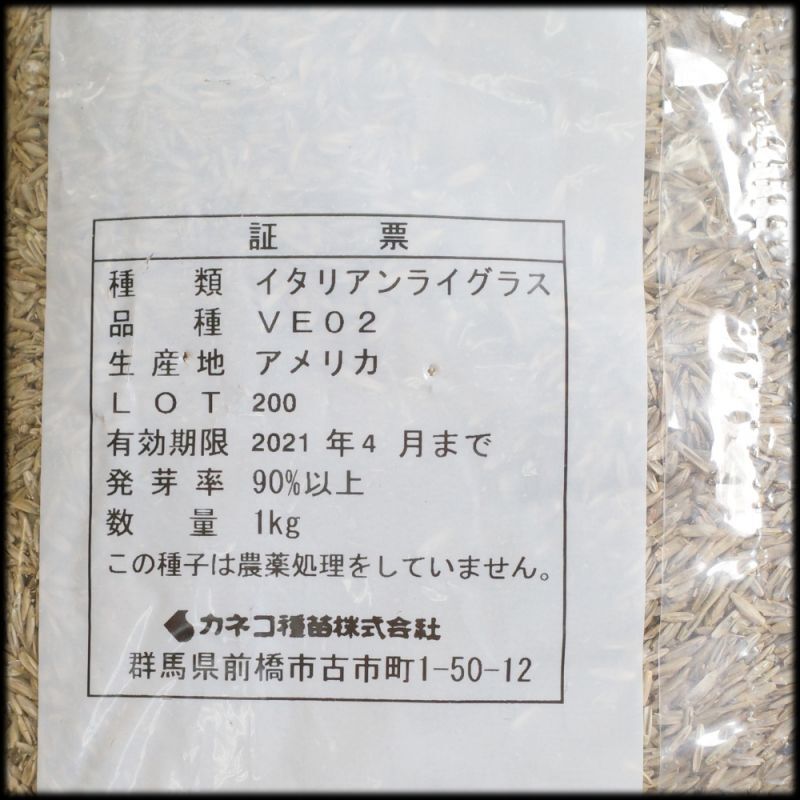 証 票
種 類 イタリアンライグラス
品 種 VE02
生産地 アメリカ
LOT 200
有効期限 2021 年 4 月まで
発芽率 90%以上
数 量 1kg
この種子は農薬処理をしていません。
カネコ種苗株式会社
群馬県前橋市古市町1-50-12